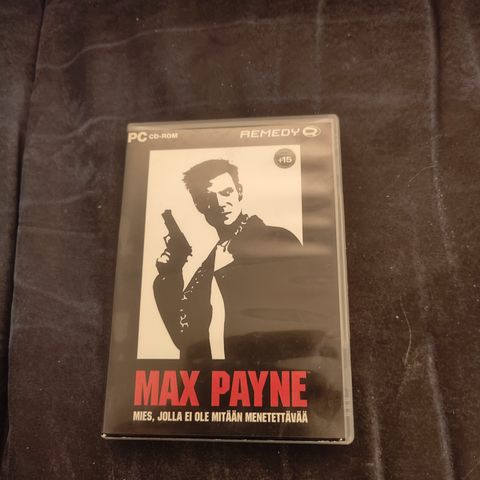 PC CD-ROM
REMEDY
+15
MAX PAYNE
MIES, JOLLA EI OLE MITÄÄN MENETETTÄVÄÄ